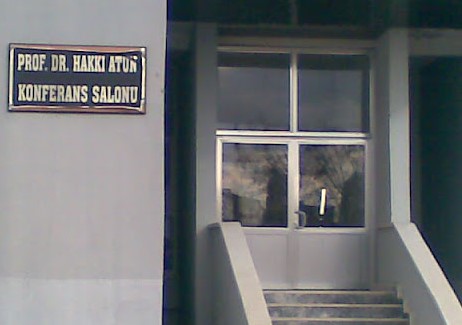 PROF. DR. HAKKI ATUN
KONFERANS SALONU